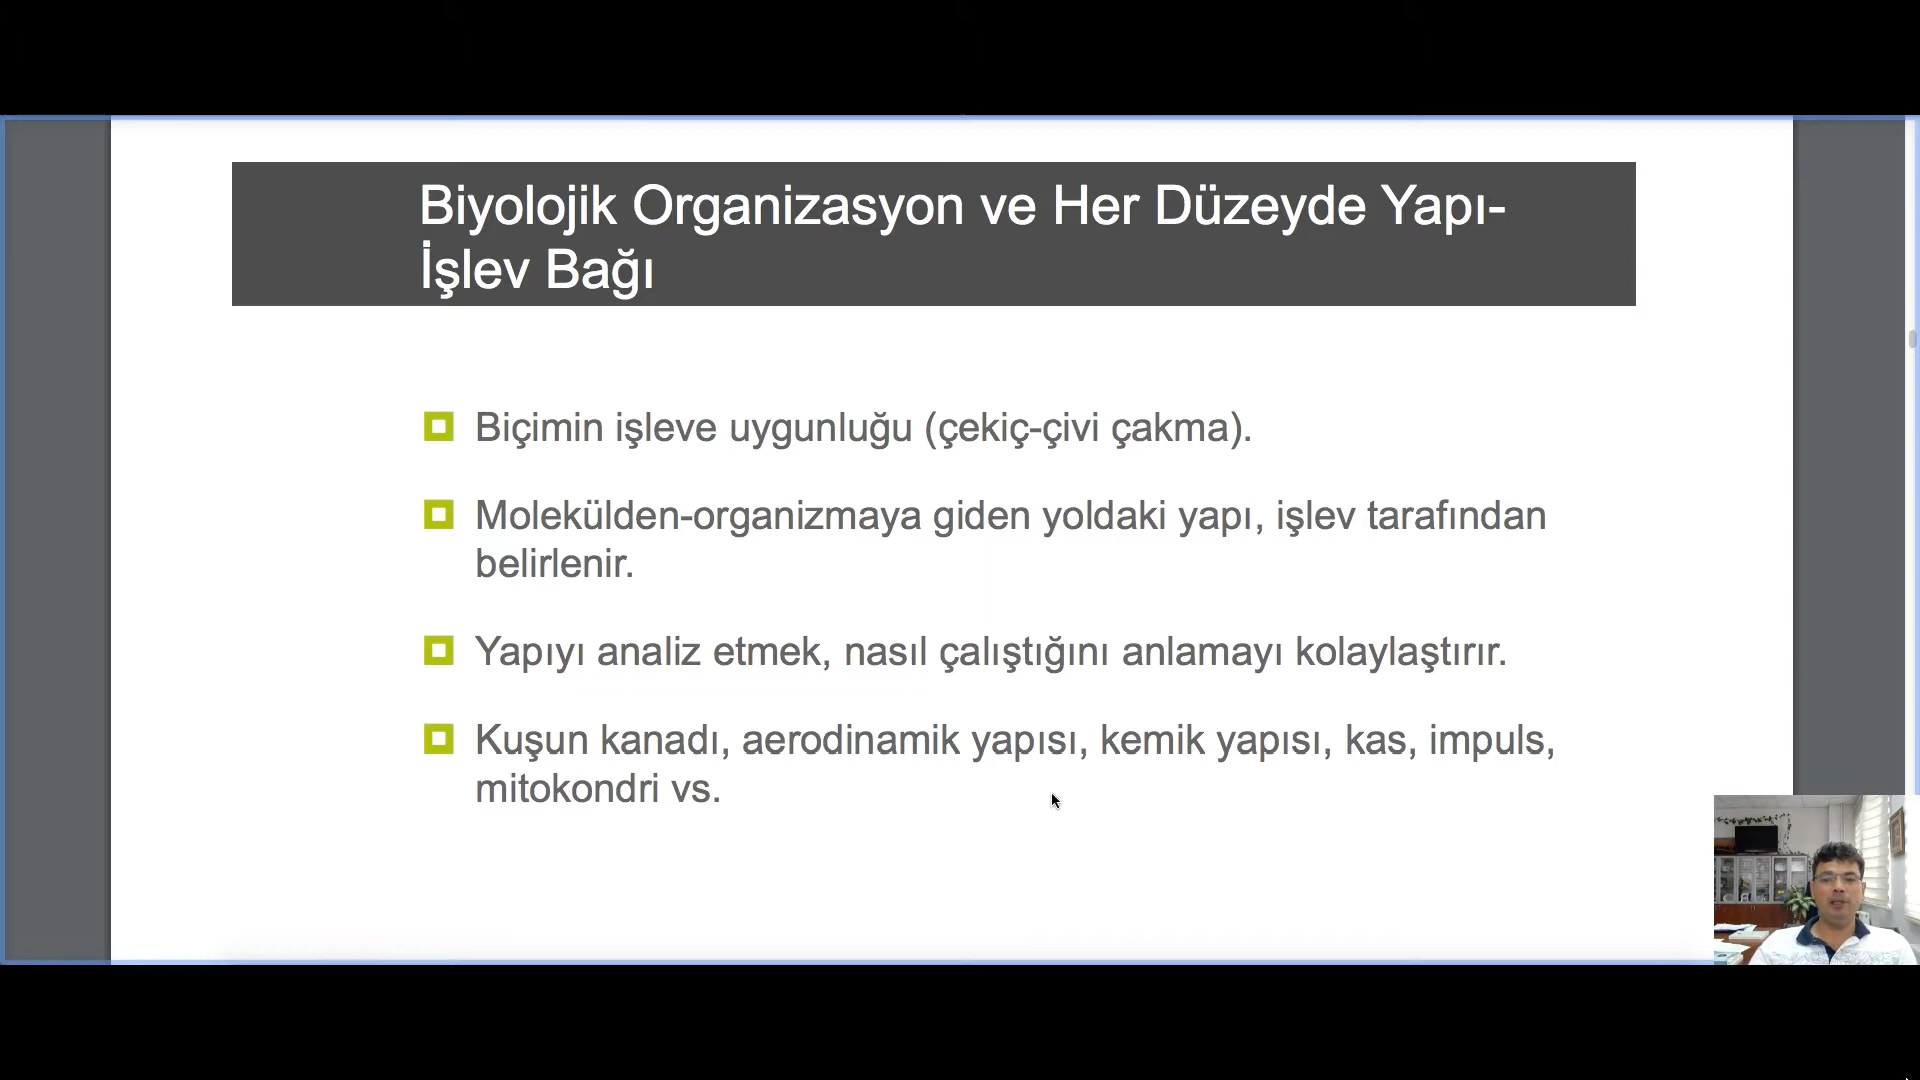 Biyolojik Organizasyon ve Her Düzeyde Yapı-
İşlev Bağı
Biçimin işleve uygunluğu (çekiç-çivi çakma).
Molekülden-organizmaya giden yoldaki yapı, işlev tarafından
belirlenir.
Yapıyı analiz etmek, nasıl çalıştığını anlamayı kolaylaştırır.
Kuşun kanadı, aerodinamik yapısı, kemik yapısı, kas, impuls,
mitokondri vs.